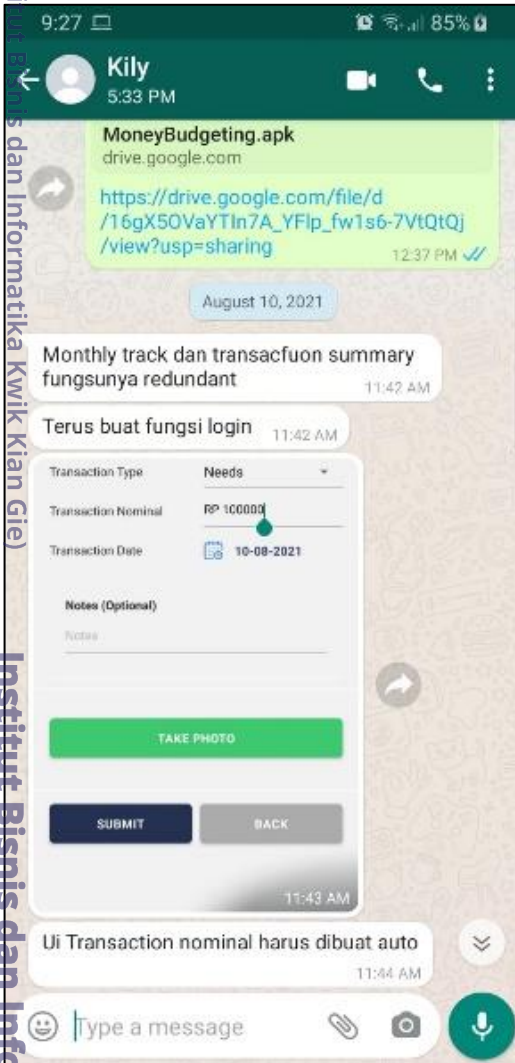 9:27 85%
Kily
5:33 PM
MoneyBudgeting.apk
drive.google.com
https://drive.google.com/file/d
/16gX5OVaYTIn7A_YFlp_fw1s6-7VtQtQj
/view?usp=sharing
12:37 PM
August 10, 2021
Monthly track dan transacfuon summary
fungsunya redundant
11:42 AM
Terus buat fungsi login 11:42 AM
Transaction Type Needs
Transaction Nominal RP 100000
Transaction Date 10-08-2021
Notes (Optional)
Notes
TAKE PHOTO
SUBMIT BACK
11:43 AM
Ui Transaction nominal harus dibuat auto
11:44 AM
Type a message
Bisnis dan Informatika Kwik Kian Gie)
Institut Bisnis dan